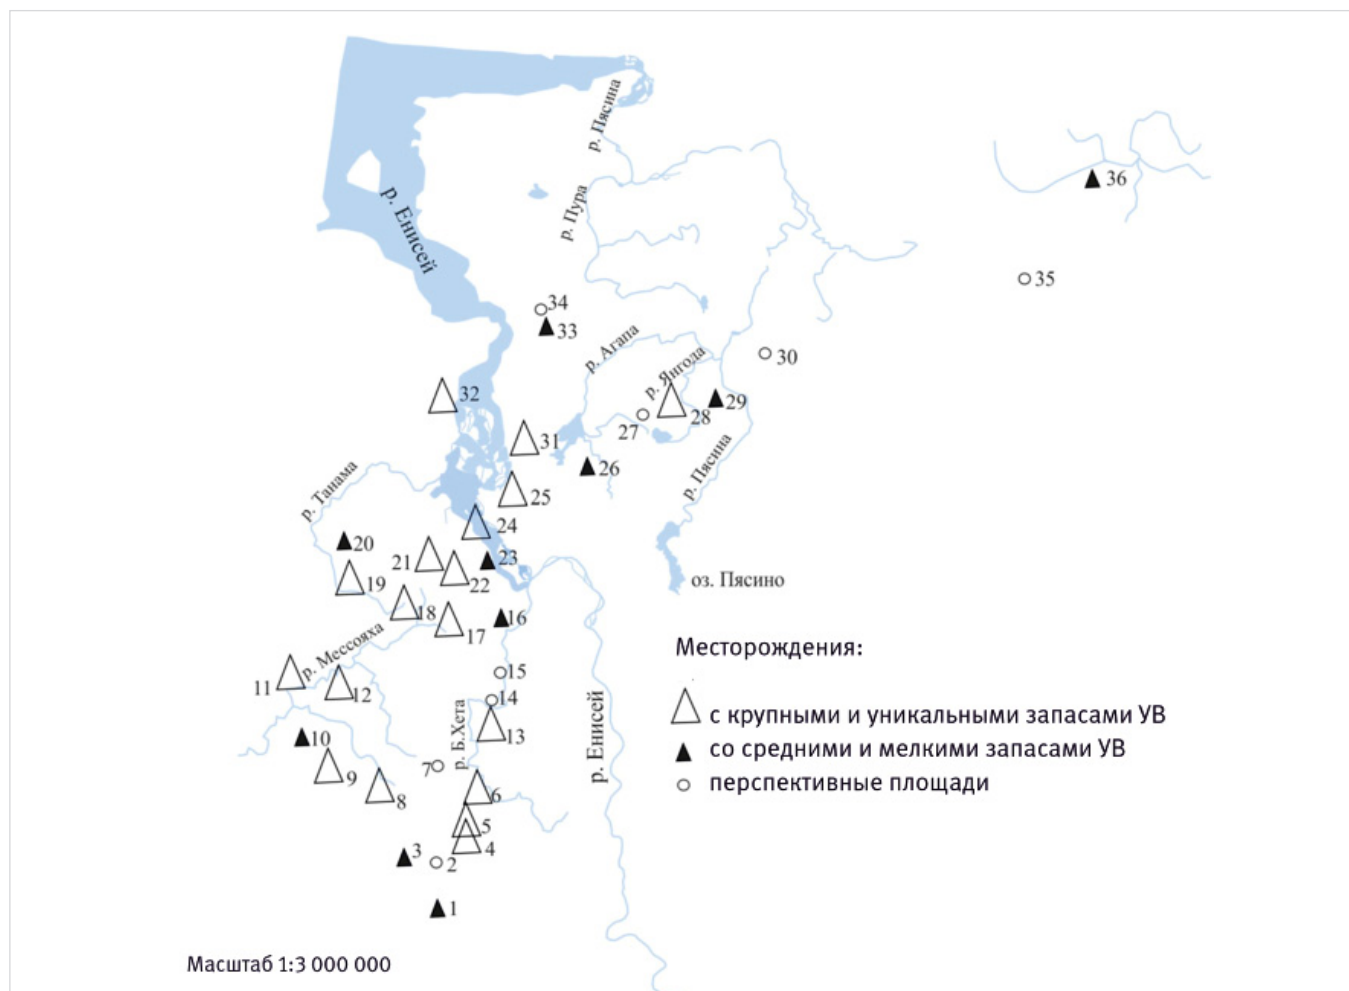 р. Пясина
р. Енисей
р. Пура
36
35
34
33
р. Агапа
р. Янгода
30
32
29
28
27
31
р. Пясина
26
р. Танама
25
24
20
21
23
22
оз. Пясино
19
18
16
17
р. Мессояха
Месторождения:
15
11
12
14
с крупными и уникальными запасами УВ
р. Б.Хета
р. Енисей
13
10
со средними и мелкими запасами УВ
7
9
перспективные площади
8
6
5
4
3
2
1
Масштаб 1:3 000 000